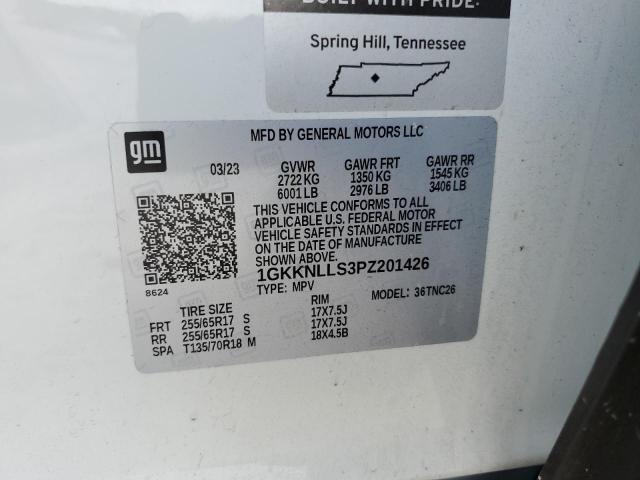 BUILT WITH PRIDE:
Spring Hill, Tennessee
gm
MFD BY GENERAL MOTORS LLC
03/23 GVWR GAWR FRT GAWR RR
2722 KG 1350 KG 1545 KG
6001 LB 2976 LB 3406 LB
THIS VEHICLE CONFORMS TO ALL
APPLICABLE U.S. FEDERAL MOTOR
VEHICLE SAFETY STANDARDS IN EFFECT
ON THE DATE OF MANUFACTURE SHOWN ABOVE.
1GKKNLLS3PZ201426
8624 TYPE: MPV MODEL: 36TNC26
TIRE SIZE RIM
FRT 255/65R17 S 17X7.5J
RR 255/65R17 S 17X7.5J
SPA T135/70R18 M 18X4.5B